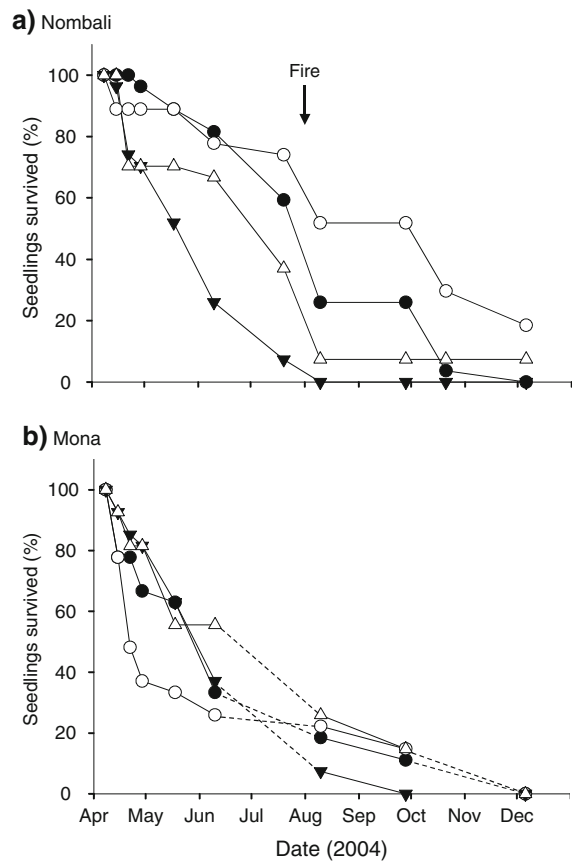 a) Nombali
Fire
Seedlings survived (%)
100
80
60
40
20
0
b) Mona
Seedlings survived (%)
100
80
60
40
20
0
Apr May Jun Jul Aug Sep Oct Nov Dec
Date (2004)